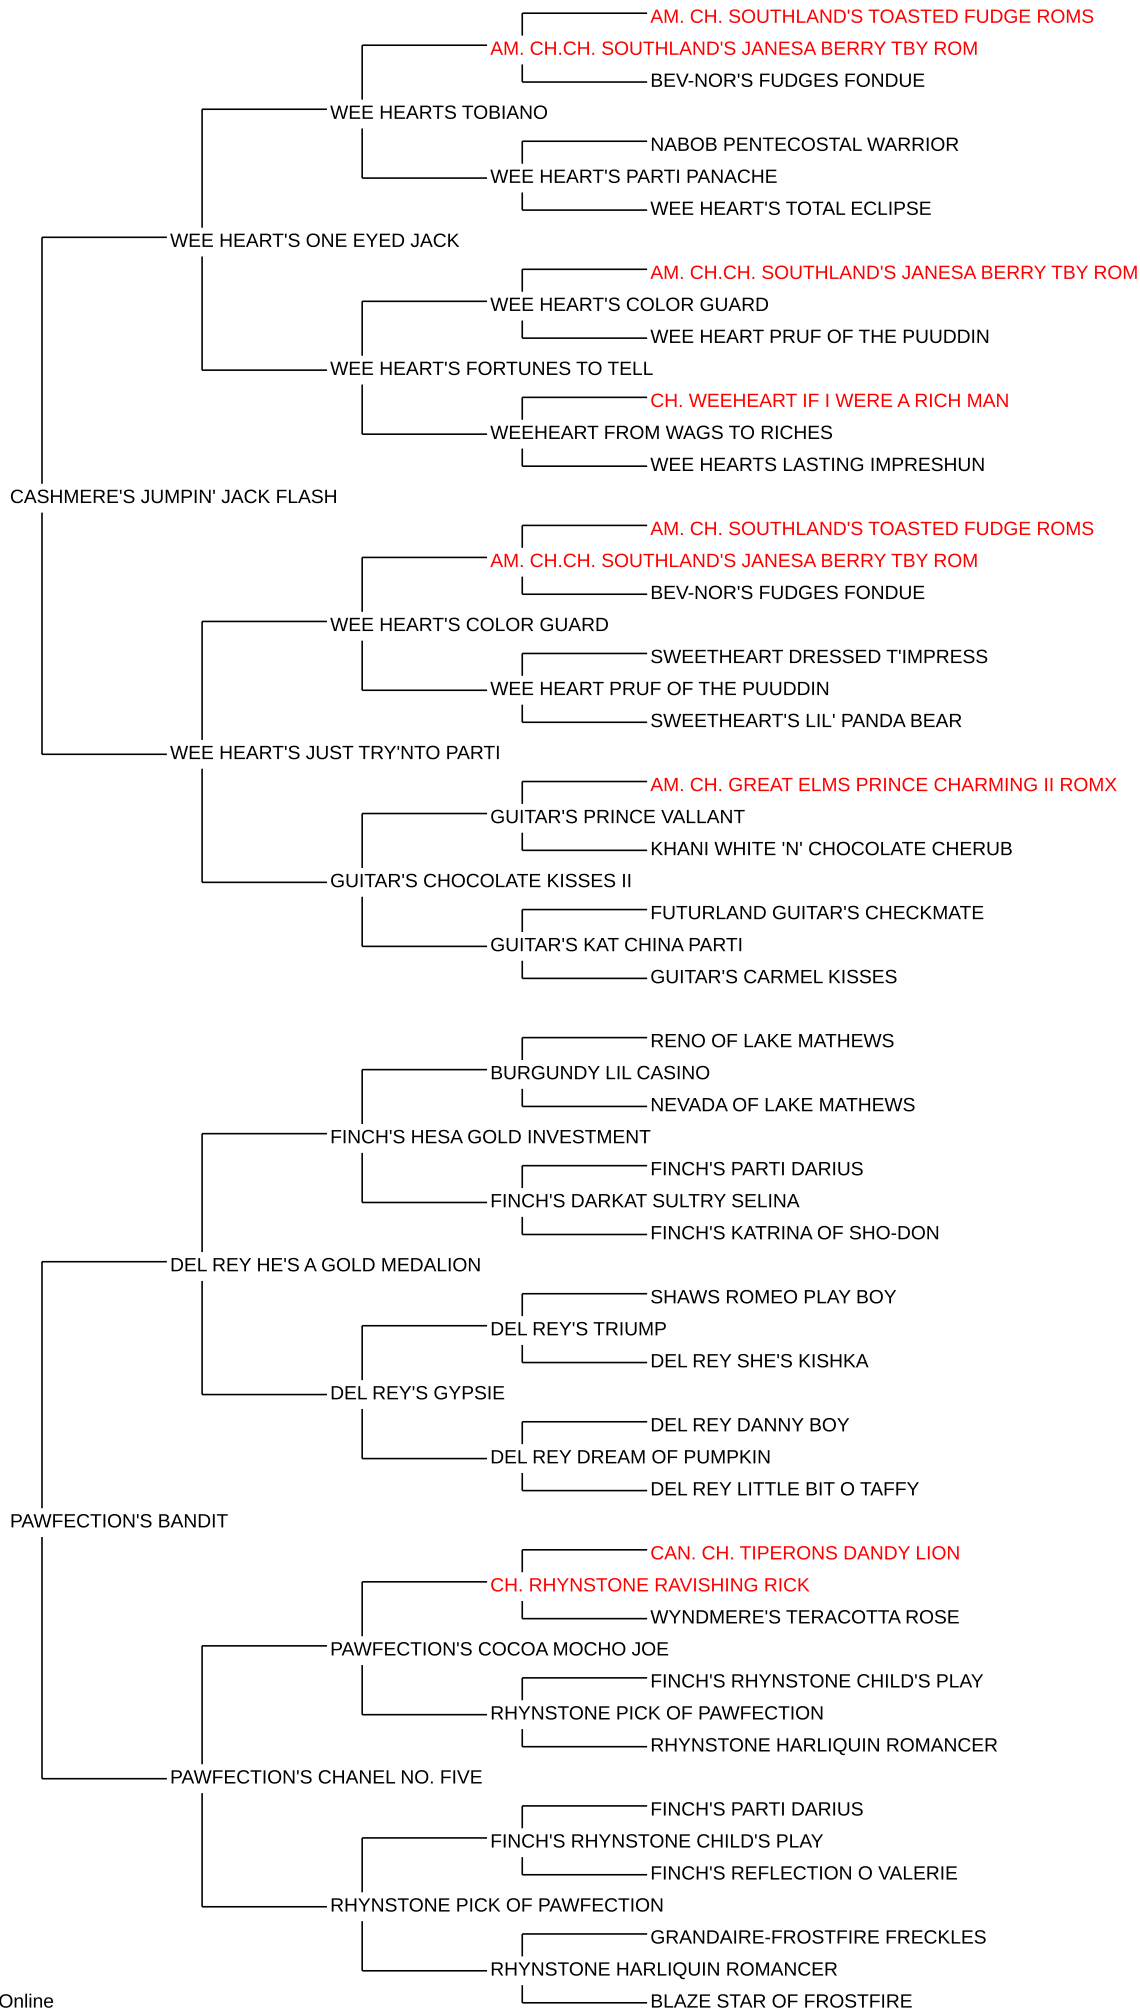 AM. CH. SOUTHLAND'S TOASTED FUDGE ROMS
AM. CH.CH. SOUTHLAND'S JANESA BERRY TBY ROM
BEV-NOR'S FUDGES FONDUE
WEE HEARTS TOBIANO
NABOB PENTECOSTAL WARRIOR
WEE HEART'S PARTI PANACHE
WEE HEART'S TOTAL ECLIPSE
WEE HEART'S ONE EYED JACK
AM. CH.CH. SOUTHLAND'S JANESA BERRY TBY ROM
WEE HEART'S COLOR GUARD
WEE HEART PRUF OF THE PUUDDIN
WEE HEART'S FORTUNES TO TELL
CH. WEEHEART IF I WERE A RICH MAN
WEEHEART FROM WAGS TO RICHES
WEE HEARTS LASTING IMPRESHUN
CASHMERE'S JUMPIN' JACK FLASH
AM. CH. SOUTHLAND'S TOASTED FUDGE ROMS
AM. CH.CH. SOUTHLAND'S JANESA BERRY TBY ROM
BEV-NOR'S FUDGES FONDUE
WEE HEART'S COLOR GUARD
SWEETHEART DRESSED T'IMPRESS
WEE HEART PRUF OF THE PUUDDIN
SWEETHEART'S LIL' PANDA BEAR
WEE HEART'S JUST TRY'NTO PARTI
AM. CH. GREAT ELMS PRINCE CHARMING II ROMX
GUITAR'S PRINCE VALLANT
KHANI WHITE 'N' CHOCOLATE CHERUB
GUITAR'S CHOCOLATE KISSES II
FUTURLAND GUITAR'S CHECKMATE
GUITAR'S KAT CHINA PARTI
GUITAR'S CARMEL KISSES
RENO OF LAKE MATHEWS
BURGUNDY LIL CASINO
NEVADA OF LAKE MATHEWS
FINCH'S HESA GOLD INVESTMENT
FINCH'S PARTI DARIUS
FINCH'S DARKAT SULTRY SELINA
FINCH'S KATRINA OF SHO-DON
DEL REY HE'S A GOLD MEDALION
SHAWS ROMEO PLAY BOY
DEL REY'S TRIUMP
DEL REY SHE'S KISHKA
DEL REY'S GYPSIE
DEL REY DANNY BOY
DEL REY DREAM OF PUMPKIN
DEL REY LITTLE BIT O TAFFY
PAWFECTION'S BANDIT
CAN. CH. TIPERONS DANDY LION
CH. RHYNSTONE RAVISHING RICK
WYNDMERE'S TERACOTTA ROSE
PAWFECTION'S COCOA MOCHO JOE
FINCH'S RHYNSTONE CHILD'S PLAY
RHYNSTONE PICK OF PAWFECTION
RHYNSTONE HARLIQUIN ROMANCER
PAWFECTION'S CHANEL NO. FIVE
FINCH'S PARTI DARIUS
FINCH'S RHYNSTONE CHILD'S PLAY
FINCH'S REFLECTION O VALERIE
RHYNSTONE PICK OF PAWFECTION
GRANDAIRE-FROSTFIRE FRECKLES
RHYNSTONE HARLIQUIN ROMANCER
BLAZE STAR OF FROSTFIRE
Online